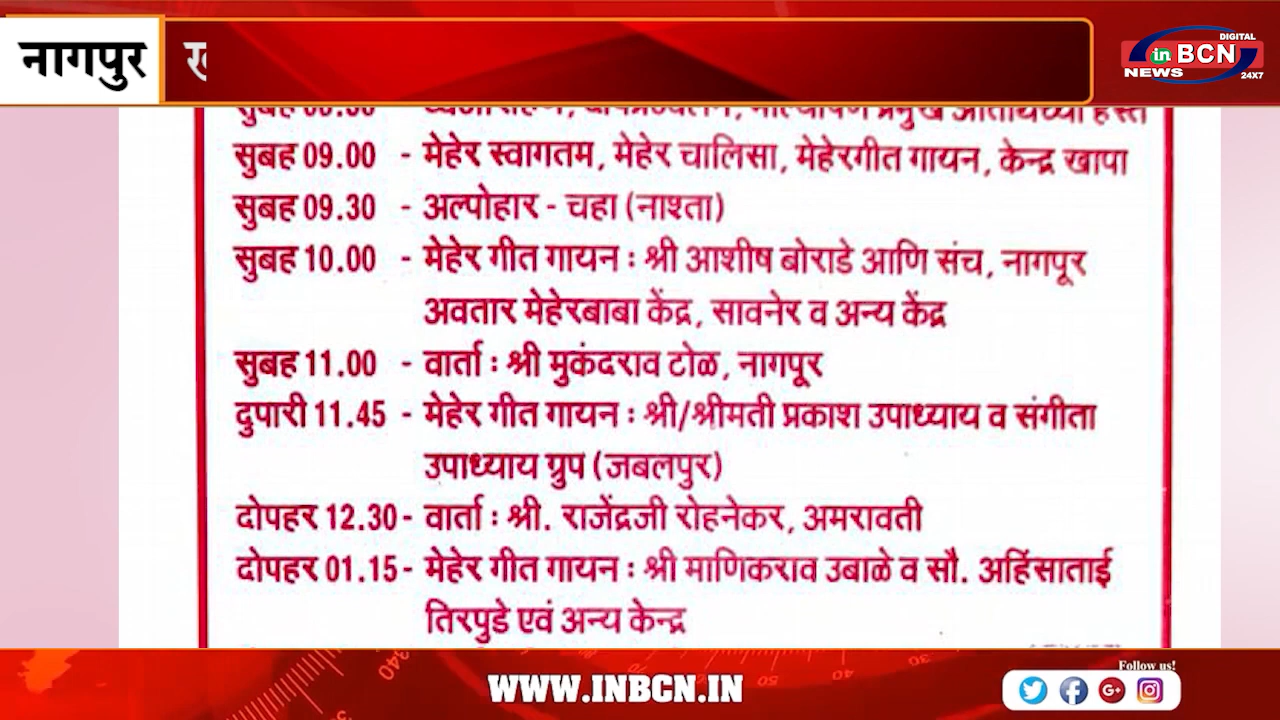 नागपुर
in BCN
DIGITAL
NEWS
24X7
सुबह 09.00 - मेहेर स्वागतम, मेहेर चालिसा, मेहेरगीत गायन, केन्द्र खापा
सुबह 09.30 - अल्पोहार - चहा (नाश्ता)
सुबह 10.00 - मेहेर गीत गायन : श्री आशीष बोराडे आणि संच, नागपूर
अवतार मेहेरबाबा केंद्र, सावनेर व अन्य केंद्र
सुबह 11.00 - वार्ता : श्री मुकंदराव टोळ, नागपूर
दुपारी 11.45 - मेहेर गीत गायन : श्री/श्रीमती प्रकाश उपाध्याय व संगीता
उपाध्याय ग्रुप (जबलपुर)
दोपहर 12.30 - वार्ता : श्री. राजेंद्रजी रोहनेकर, अमरावती
दोपहर 01.15 - मेहेर गीत गायन : श्री माणिकराव उबाळे व सौ. अहिंसाताई
तिरपुडे एवं अन्य केन्द्र
WWW.INBCN.IN
Follow us!